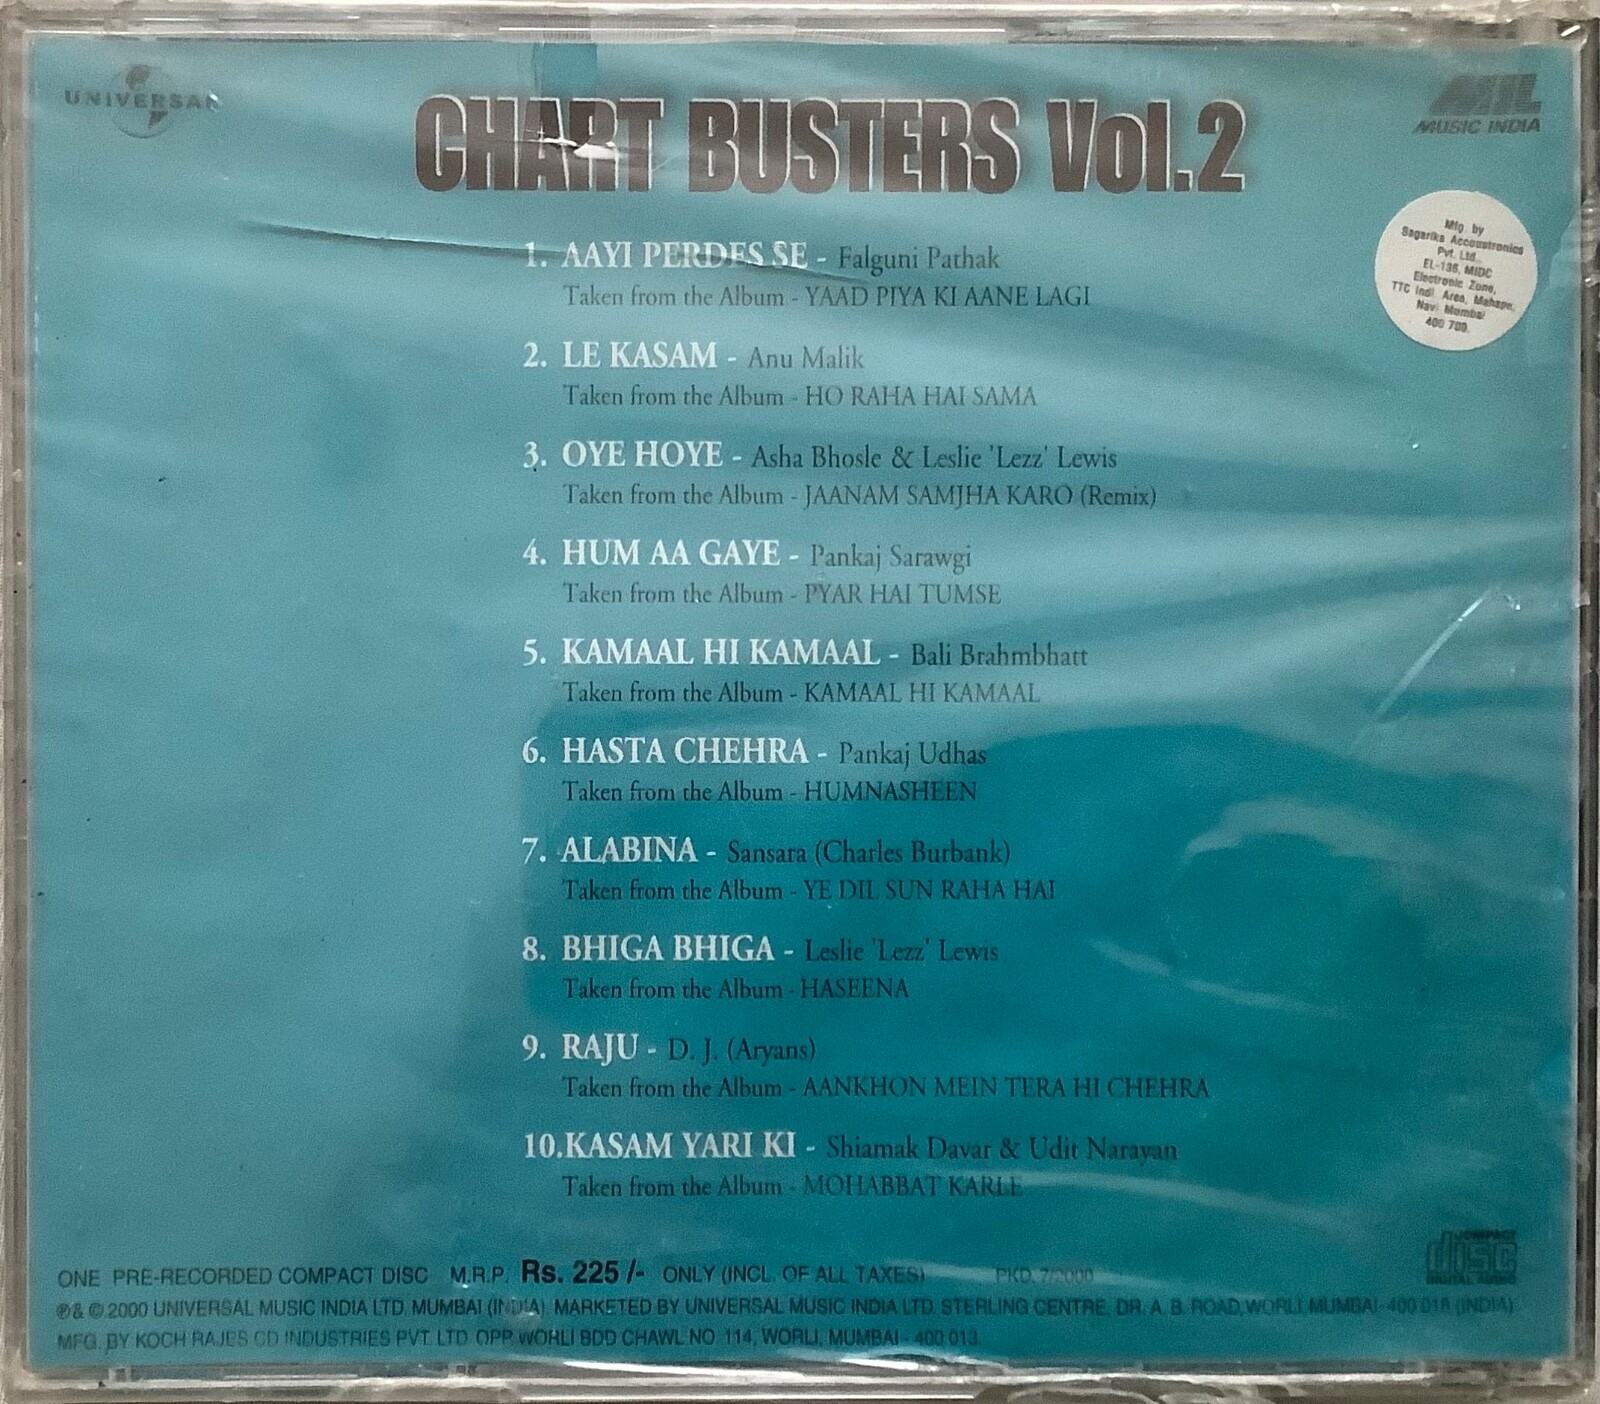 UNIVERSAL
CHART BUSTERS Vol.2
MIL
MUSIC INDIA
Mfg. by
Sagarika Accoustronics
Pvt. Ltd.,
EL-136, MIDC
Electronic Zone,
TTC Indl. Area, Mahape,
Navi Mumbai
400 709.
1. AAYI PERDES SE - Falguni Pathak
Taken from the Album - YAAD PIYA KI AANE LAGI
2. LE KASAM - Anu Malik
Taken from the Album - HO RAHA HAI SAMA
3. OYE HOYE - Asha Bhosle & Leslie 'Lezz' Lewis
Taken from the Album - JAANAM SAMJHA KARO (Remix)
4. HUM AA GAYE - Pankaj Sarawgi
Taken from the Album - PYAR HAI TUMSE
5. KAMAAL HI KAMAAL - Bali Brahmbhatt
Taken from the Album - KAMAAL HI KAMAAL
6. HASTA CHEHRA - Pankaj Udhas
Taken from the Album - HUMNASHEEN
7. ALABINA - Sansara (Charles Burbank)
Taken from the Album - YE DIL SUN RAHA HAI
8. BHIGA BHIGA - Leslie 'Lezz' Lewis
Taken from the Album - HASEENA
9. RAJU - D. J. (Aryans)
Taken from the Album - AANKHON MEIN TERA HI CHEHRA
10.KASAM YARI KI - Shiamak Davar & Udit Narayan
Taken from the Album - MOHABBAT KARLE
COMPACT
disc
DIGITAL AUDIO
ONE PRE-RECORDED COMPACT DISC M.R.P. Rs. 225 /- ONLY (INCL. OF ALL TAXES) PKD. 7/2000
℗& © 2000 UNIVERSAL MUSIC INDIA LTD. MUMBAI (INDIA) MARKETED BY UNIVERSAL MUSIC INDIA LTD. STERLING CENTRE, DR. A. B. ROAD, WORLI, MUMBAI- 400 018 (INDIA)
MFG. BY KOCH RAJES CD INDUSTRIES PVT. LTD. OPP. WORLI BDD CHAWL NO. 114, WORLI, MUMBAI - 400 013.